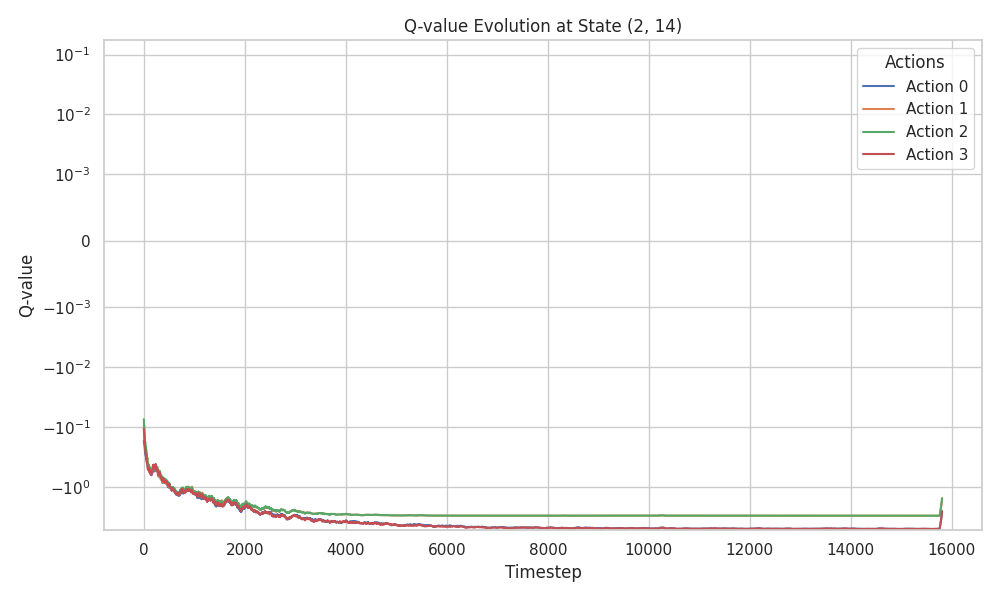 Q-value Evolution at State (2, 14)
Q-value
10⁻¹
10⁻²
10⁻³
0
−10⁻³
−10⁻²
−10⁻¹
−10⁰
Actions
Action 0
Action 1
Action 2
Action 3
0 2000 4000 6000 8000 10000 12000 14000 16000
Timestep